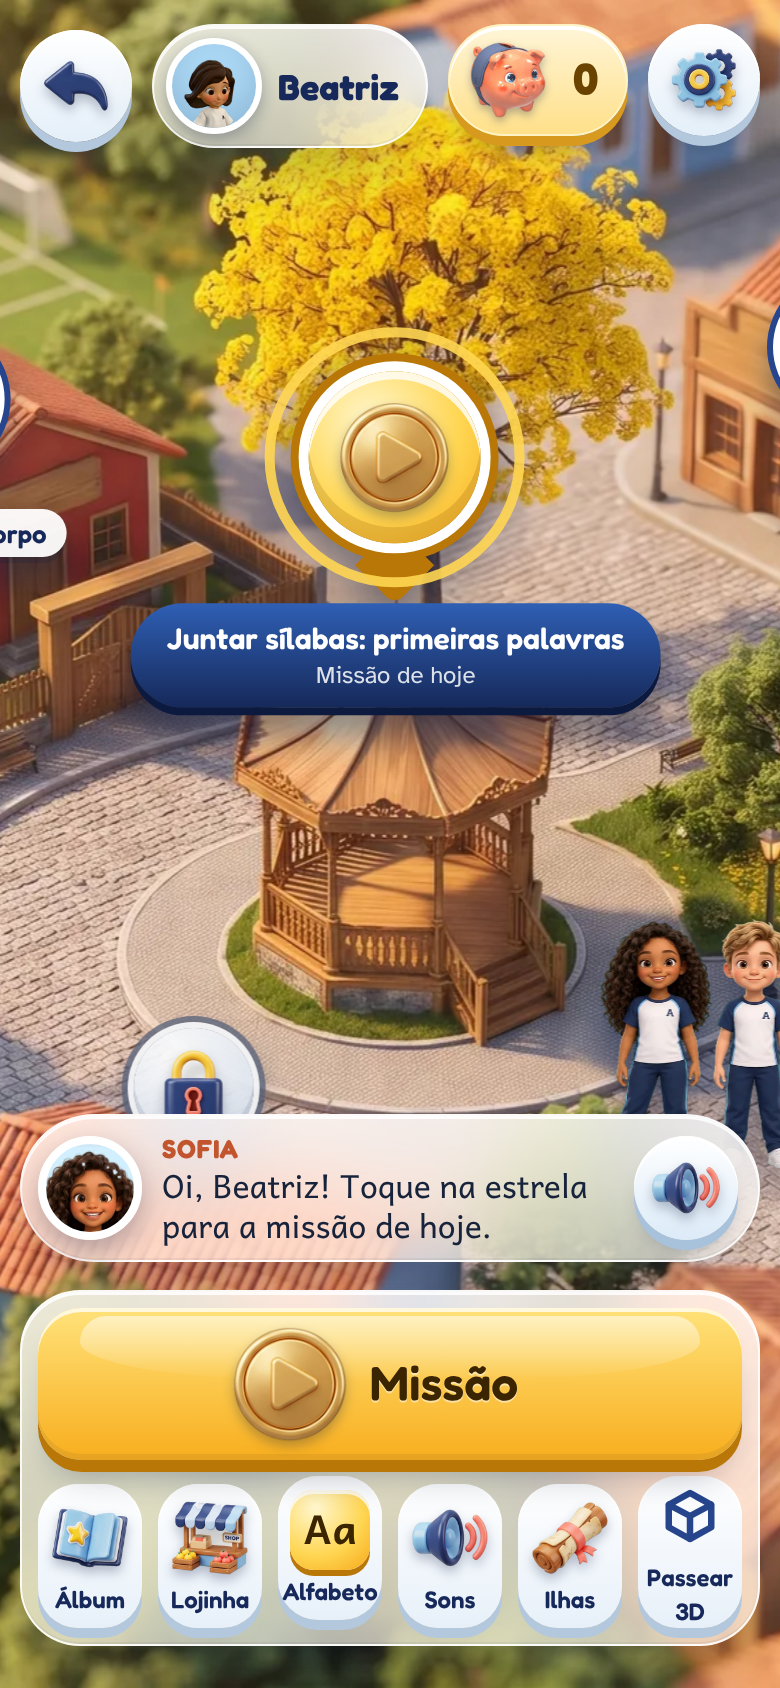 Beatriz
0
orpo
Juntar sílabas: primeiras palavras
Missão de hoje
A
A
SOFIA
Oi, Beatriz! Toque na estrela
para a missão de hoje.
Missão
SHOP
Aa
Álbum
Lojinha
Alfabeto
Sons
Ilhas
Passear
3D